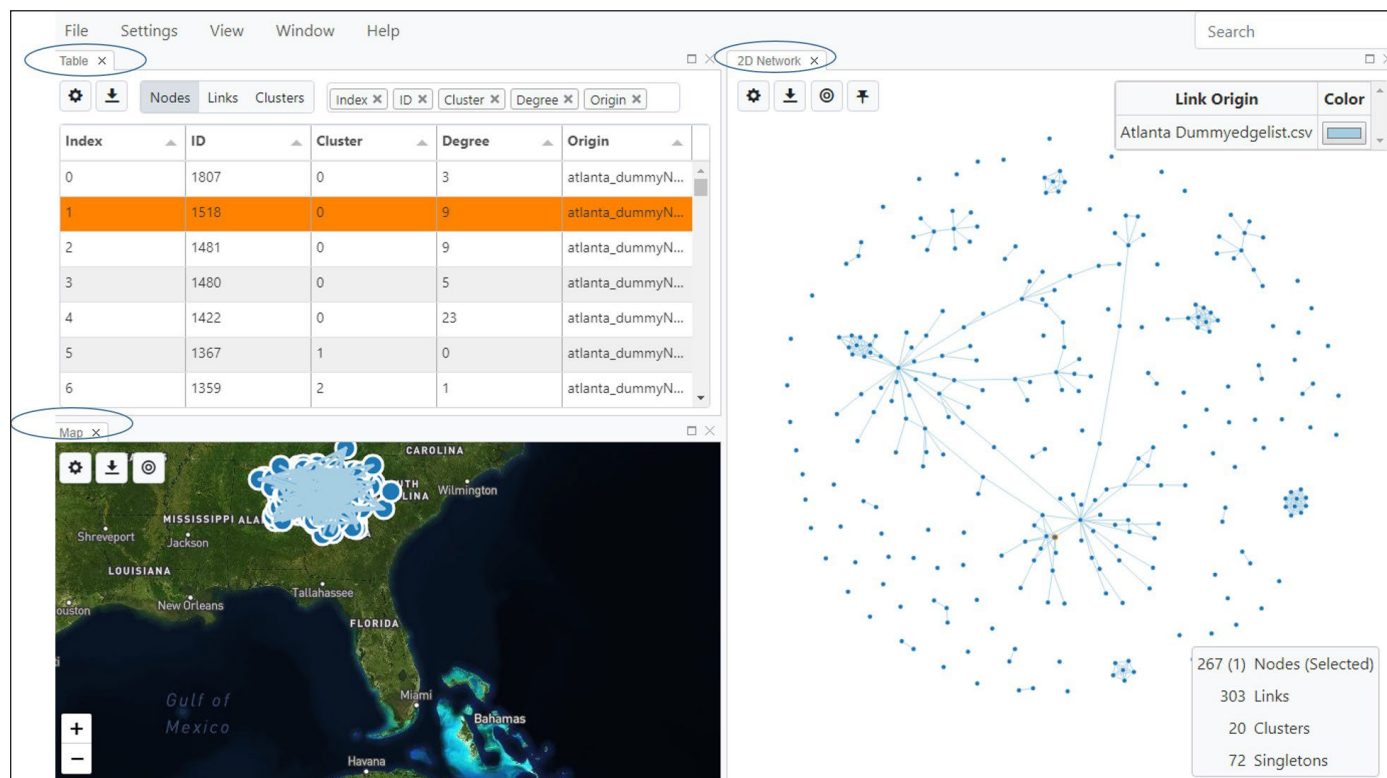 File Settings View Window Help
Search
Table
Nodes Links Clusters
Index ID Cluster Degree Origin
Index ID Cluster Degree Origin
0 1807 0 3 atlanta_dummyN...
1 1518 0 9 atlanta_dummyN...
2 1481 0 9 atlanta_dummyN...
3 1480 0 5 atlanta_dummyN...
4 1422 0 23 atlanta_dummyN...
5 1367 1 0 atlanta_dummyN...
6 1359 2 1 atlanta_dummyN...
Map
CAROLINA
Wilmington
MISSISSIPPI
Shreveport
Jackson
LOUISIANA
New Orleans
Tallahassee
FLORIDA
Gulf of
Mexico
Miami
Bahamas
Havana
+
−
2D Network
Link Origin Color
Atlanta Dummyedgelist.csv
267 (1) Nodes (Selected)
303 Links
20 Clusters
72 Singletons